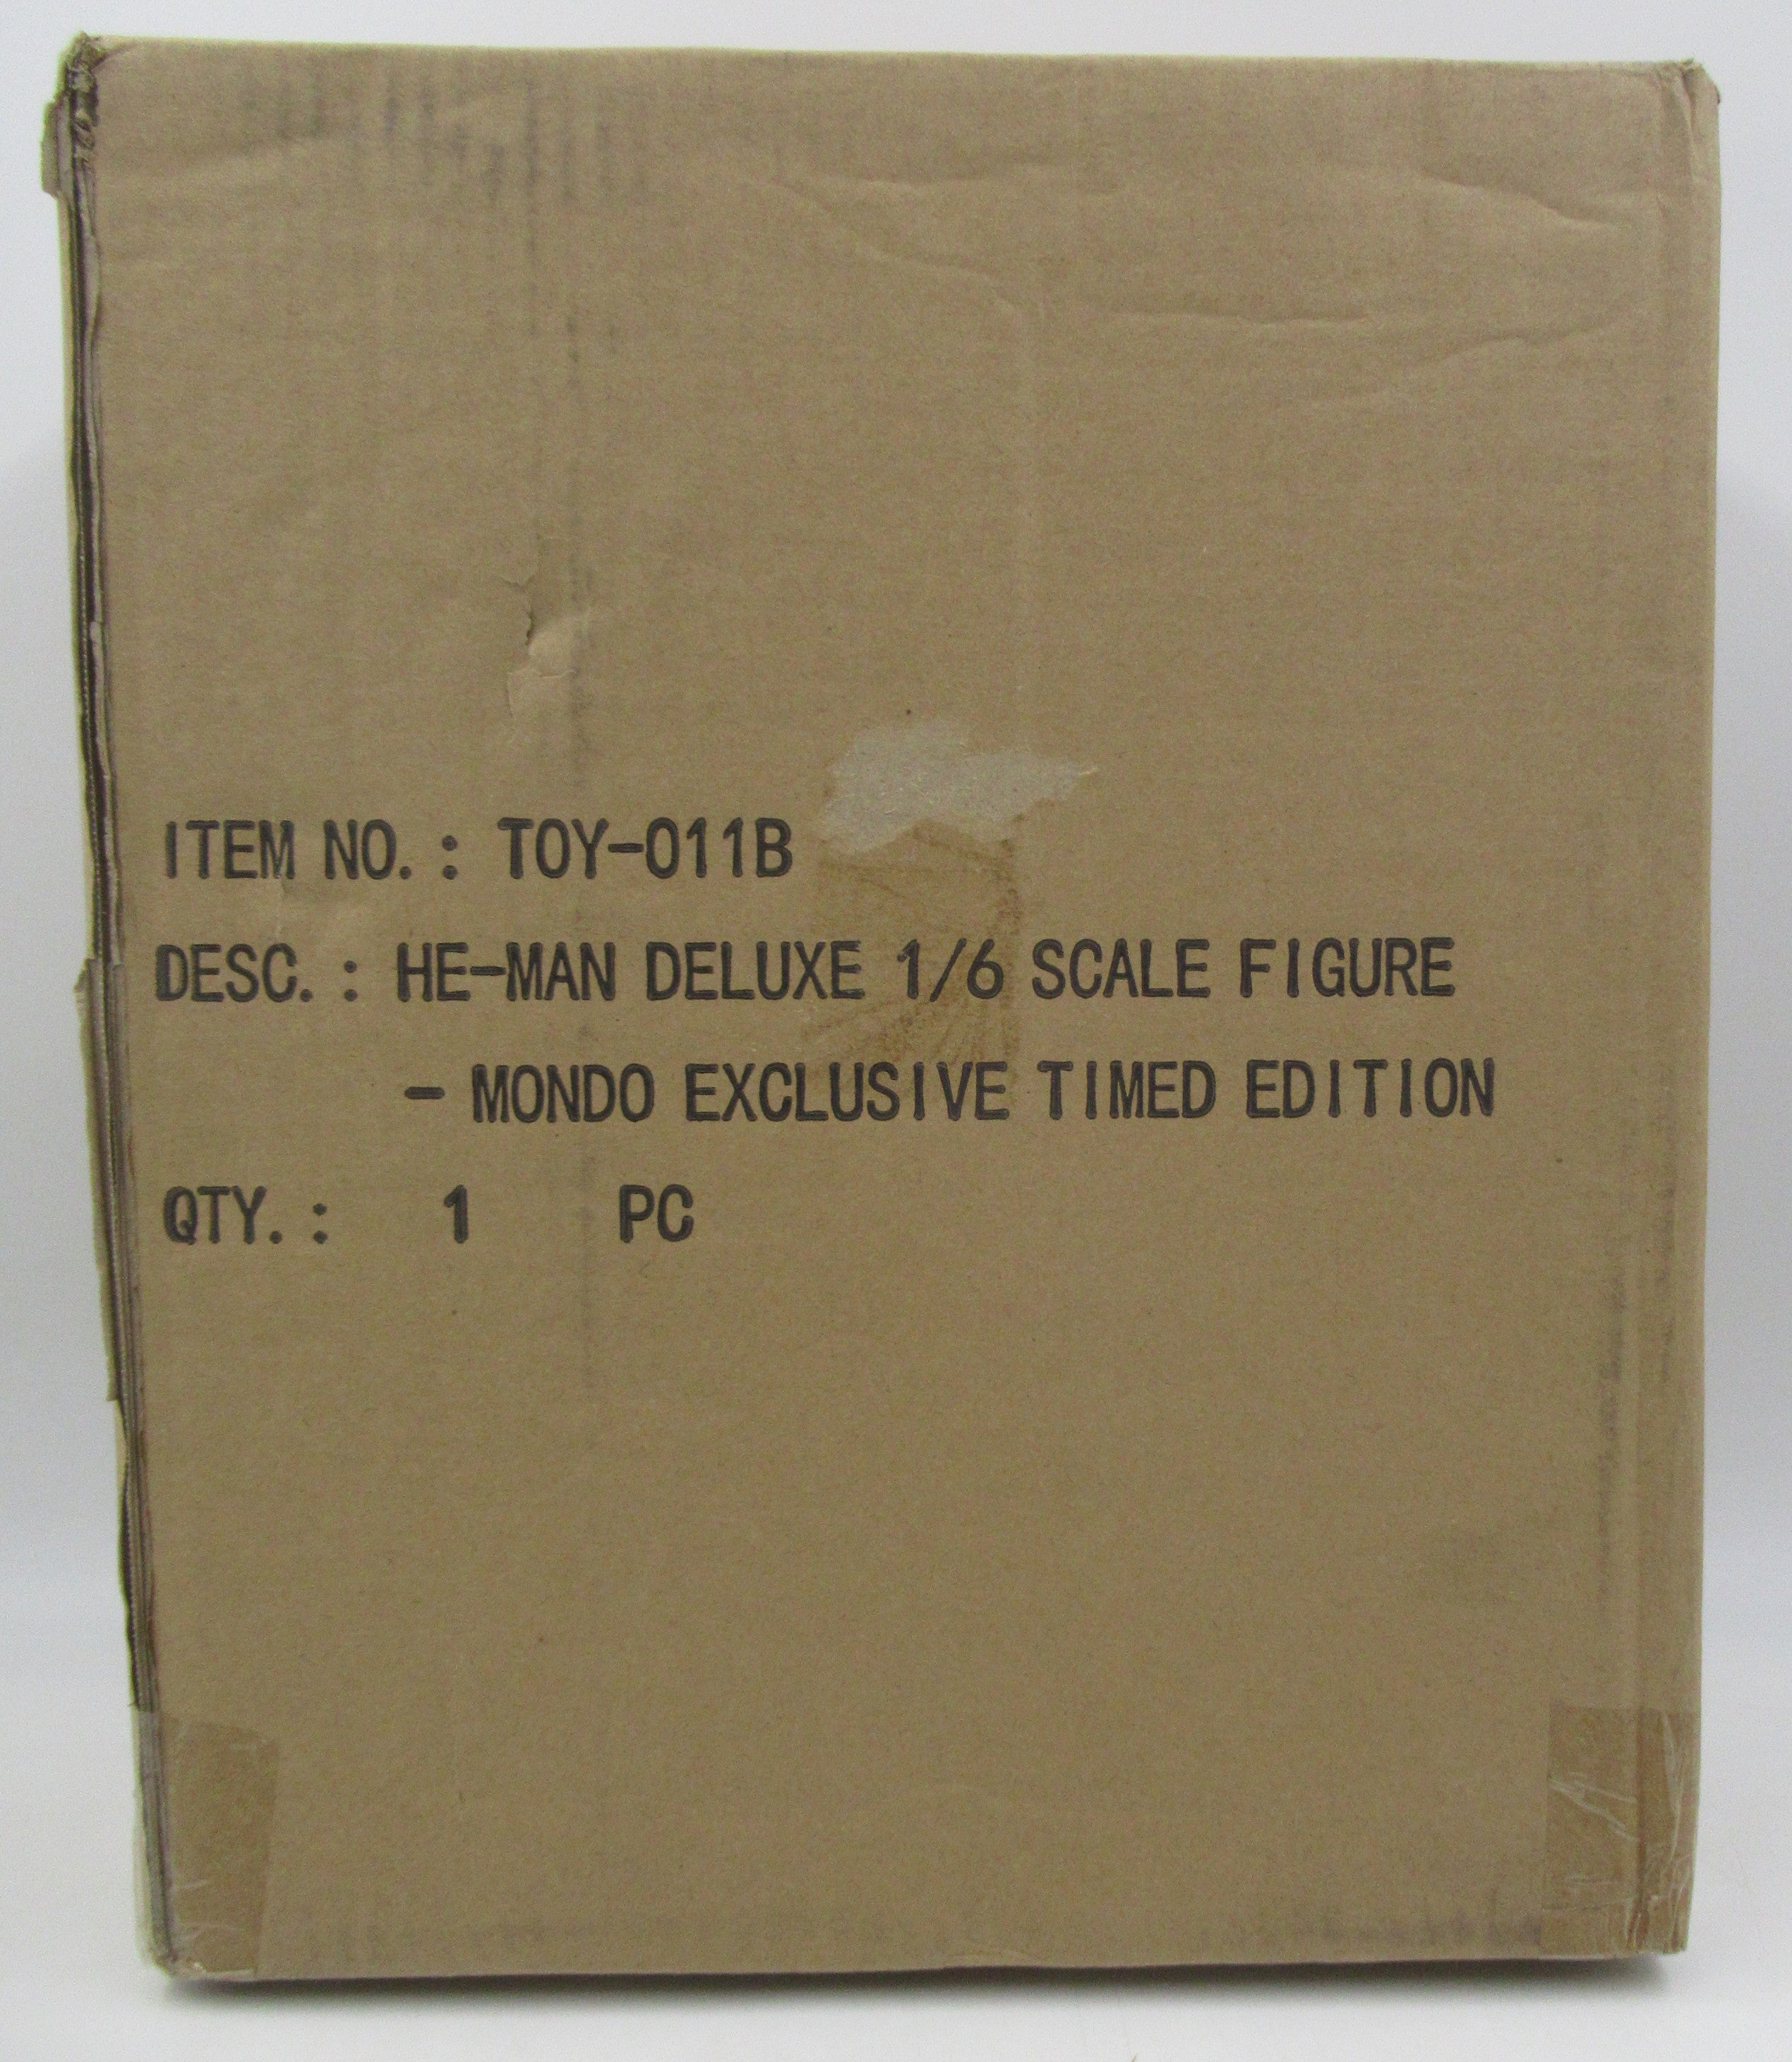 ITEM NO. : TOY-011B
DESC. : HE-MAN DELUXE 1/6 SCALE FIGURE
- MONDO EXCLUSIVE TIMED EDITION
QTY. : 1 PC